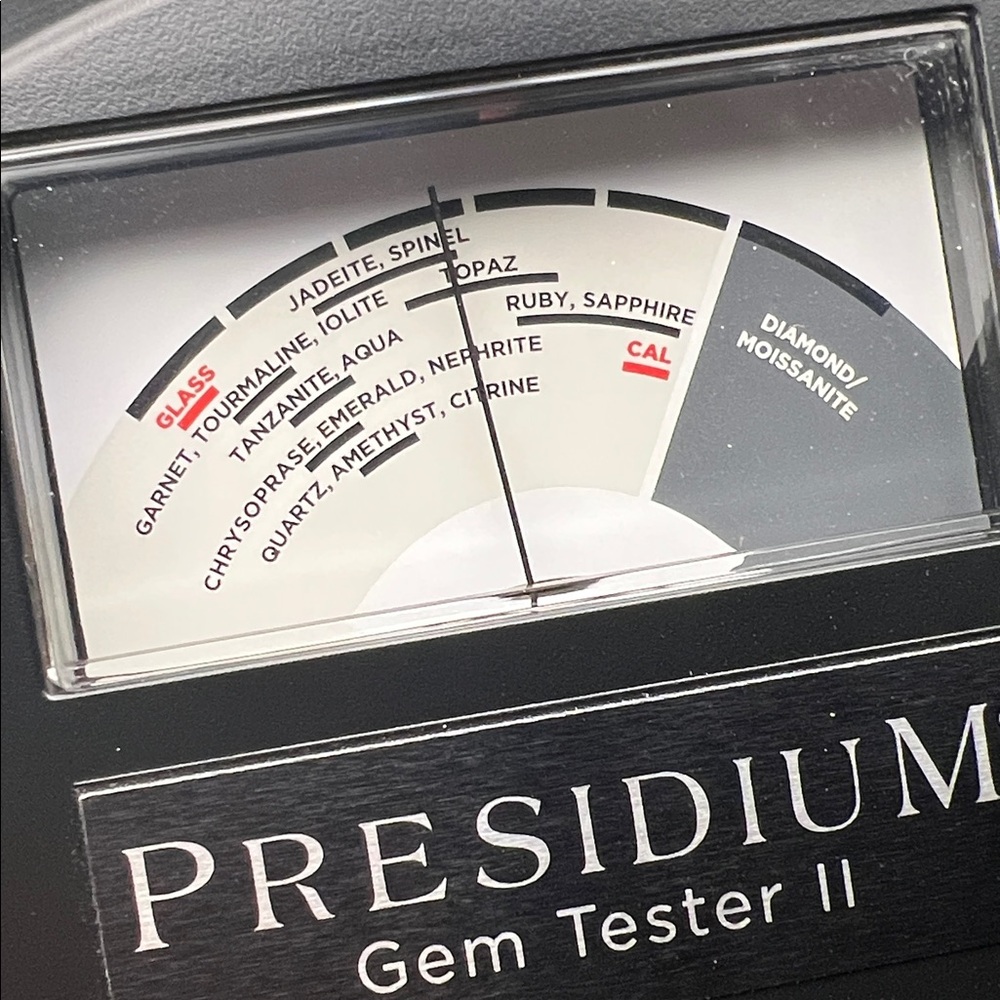 JADEITE, SPINEL
TOPAZ
RUBY, SAPPHIRE
CAL
GLASS
GARNET, TOURMALINE, IOLITE
TANZANITE, AQUA
CHRYSOPRASE, EMERALD, NEPHRITE
QUARTZ, AMETHYST, CITRINE
DIAMOND/
MOISSANITE
PRESIDIUM
Gem Tester II